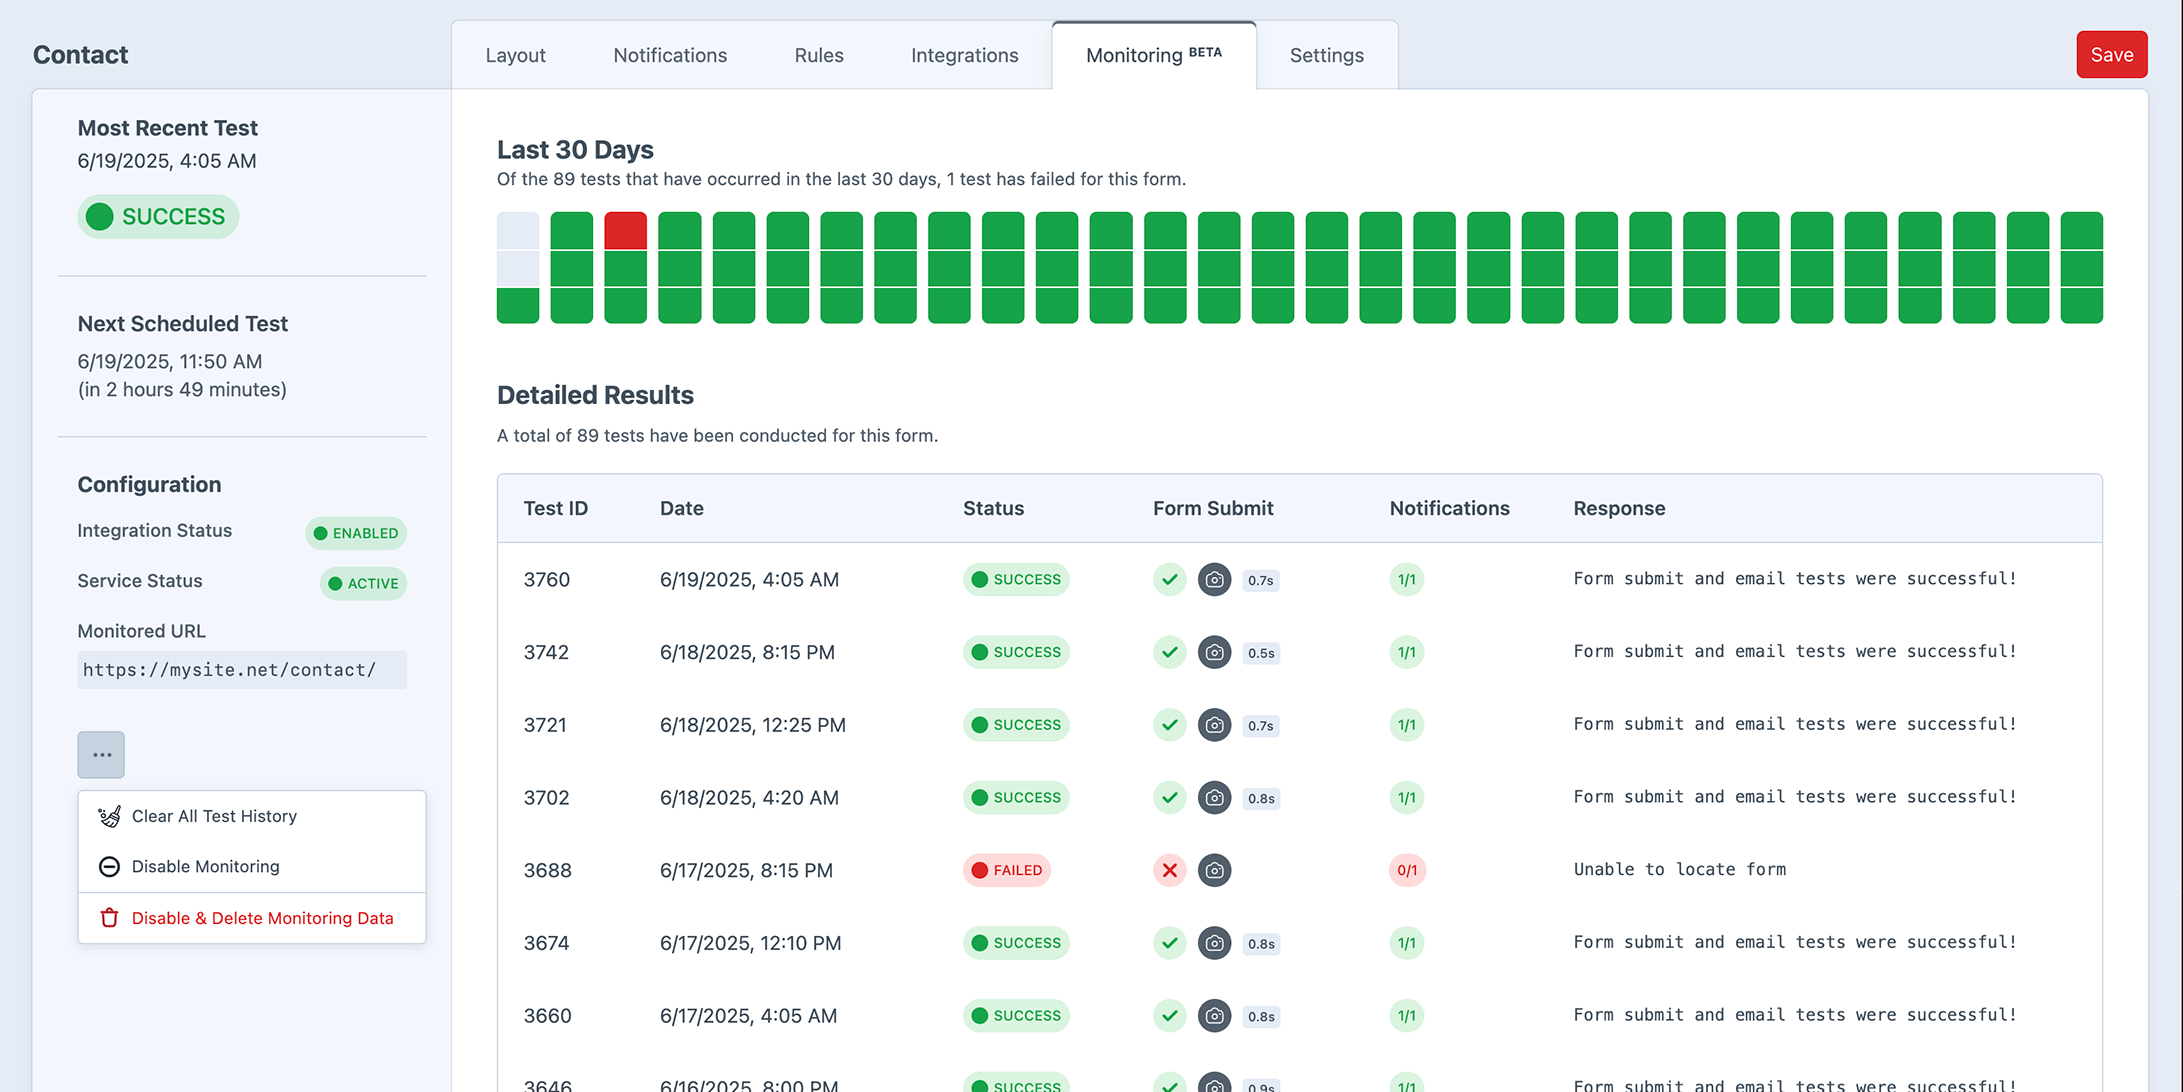 Contact
Layout
Notifications
Rules
Integrations
Monitoring BETA
Settings
Save
Most Recent Test
6/19/2025, 4:05 AM
SUCCESS
Next Scheduled Test
6/19/2025, 11:50 AM
(in 2 hours 49 minutes)
Configuration
Integration Status ENABLED
Service Status ACTIVE
Monitored URL
https://mysite.net/contact/
...
Clear All Test History
Disable Monitoring
Disable & Delete Monitoring Data
Last 30 Days
Of the 89 tests that have occurred in the last 30 days, 1 test has failed for this form.
Detailed Results
A total of 89 tests have been conducted for this form.
Test ID Date Status Form Submit Notifications Response
3760 6/19/2025, 4:05 AM SUCCESS 0.7s 1/1 Form submit and email tests were successful!
3742 6/18/2025, 8:15 PM SUCCESS 0.5s 1/1 Form submit and email tests were successful!
3721 6/18/2025, 12:25 PM SUCCESS 0.7s 1/1 Form submit and email tests were successful!
3702 6/18/2025, 4:20 AM SUCCESS 0.8s 1/1 Form submit and email tests were successful!
3688 6/17/2025, 8:15 PM FAILED 0/1 Unable to locate form
3674 6/17/2025, 12:10 PM SUCCESS 0.8s 1/1 Form submit and email tests were successful!
3660 6/17/2025, 4:05 AM SUCCESS 0.8s 1/1 Form submit and email tests were successful!
3646 6/16/2025, 8:00 PM SUCCESS 0.9s 1/1 Form submit and email tests were successful!